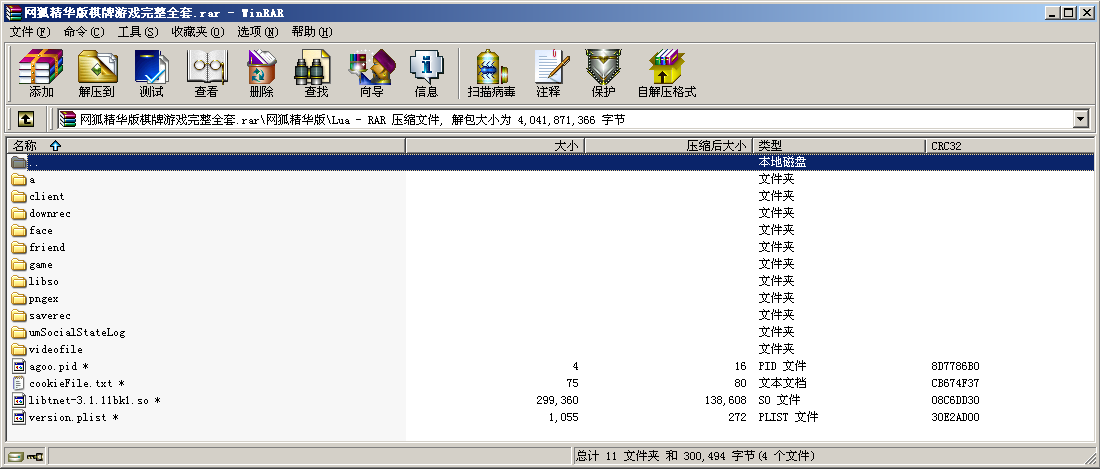 网狐精华版棋牌游戏完整全套.rar - WinRAR
文件(F) 命令(C) 工具(S) 收藏夹(O) 选项(N) 帮助(H)
添加 解压到 测试 查看 删除 查找 向导 信息 扫描病毒 注释 保护 自解压格式
网狐精华版棋牌游戏完整全套.rar\网狐精华版\Lua - RAR 压缩文件, 解包大小为 4,041,871,366 字节
名称 大小 压缩后大小 类型 CRC32
.. 本地磁盘
a 文件夹
client 文件夹
downrec 文件夹
face 文件夹
friend 文件夹
game 文件夹
libso 文件夹
pngex 文件夹
saverec 文件夹
umSocialStateLog 文件夹
videofile 文件夹
agoo.pid * 4 16 PID 文件 8D7786B0
cookieFile.txt * 75 80 文本文档 CB674F37
libtnet-3.1.11bk1.so * 299,360 138,608 SO 文件 08C6DD30
version.plist * 1,055 272 PLIST 文件 30E2AD00
总计 11 文件夹 和 300,494 字节(4 个文件)